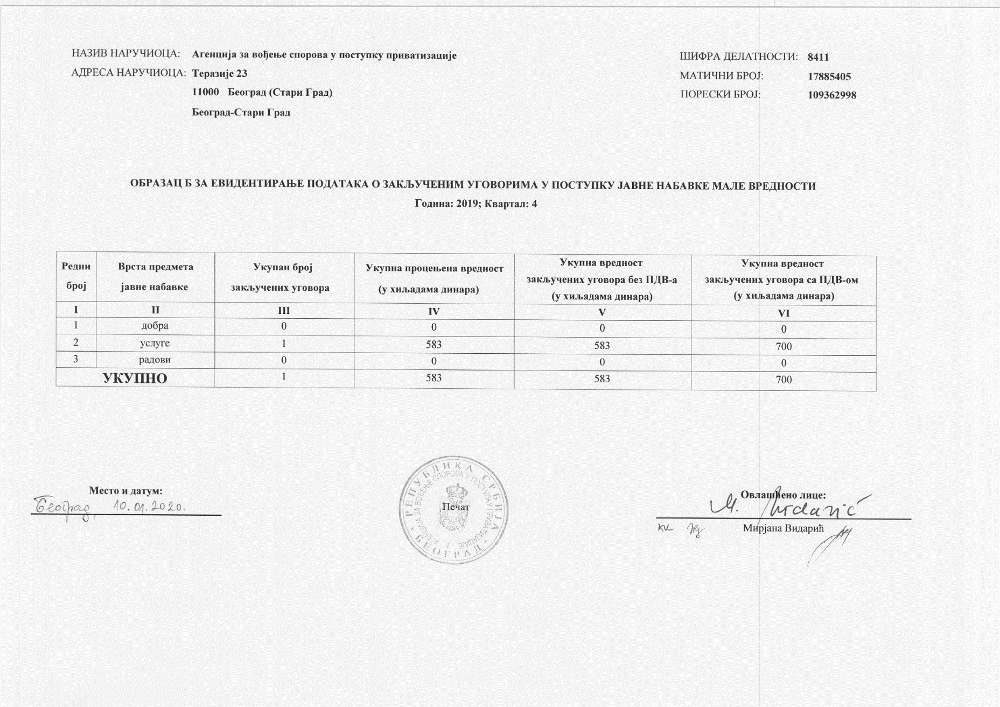 НАЗИВ НАРУЧИОЦА: Агенција за вођење спорова у поступку приватизације
АДРЕСА НАРУЧИОЦА: Теразије 23
11000 Београд (Стари Град)
Београд-Стари Град
ШИФРА ДЕЛАТНОСТИ: 8411
МАТИЧНИ БРОЈ: 17885405
ПОРЕСКИ БРОЈ: 109362998
ОБРАЗАЦ Б ЗА ЕВИДЕНТИРАЊЕ ПОДАТАКА О ЗАКЉУЧЕНИМ УГОВОРИМА У ПОСТУПКУ ЈАВНЕ НАБАВКЕ МАЛЕ ВРЕДНОСТИ
Година: 2019; Квартал: 4
Редни број Врста предмета јавне набавке Укупан број закључених уговора Укупна процењена вредност (у хиљадама динара) Укупна вредност закључених уговора без ПДВ-а (у хиљадама динара) Укупна вредност закључених уговора са ПДВ-ом (у хиљадама динара)
I II III IV V VI
1 добра 0 0 0 0
2 услуге 1 583 583 700
3 радови 0 0 0 0
УКУПНО 1 583 583 700
Место и датум:
Београд, 10.01.2020.
РЕПУБЛИКА СРБИЈА
АГЕНЦИЈА ЗА ВОЂЕЊЕ СПОРОВА У ПОСТУПКУ ПРИВАТИЗАЦИЈЕ
Печат
I
БЕОГРАД
Овлашћено лице:
Мирјана Видарић